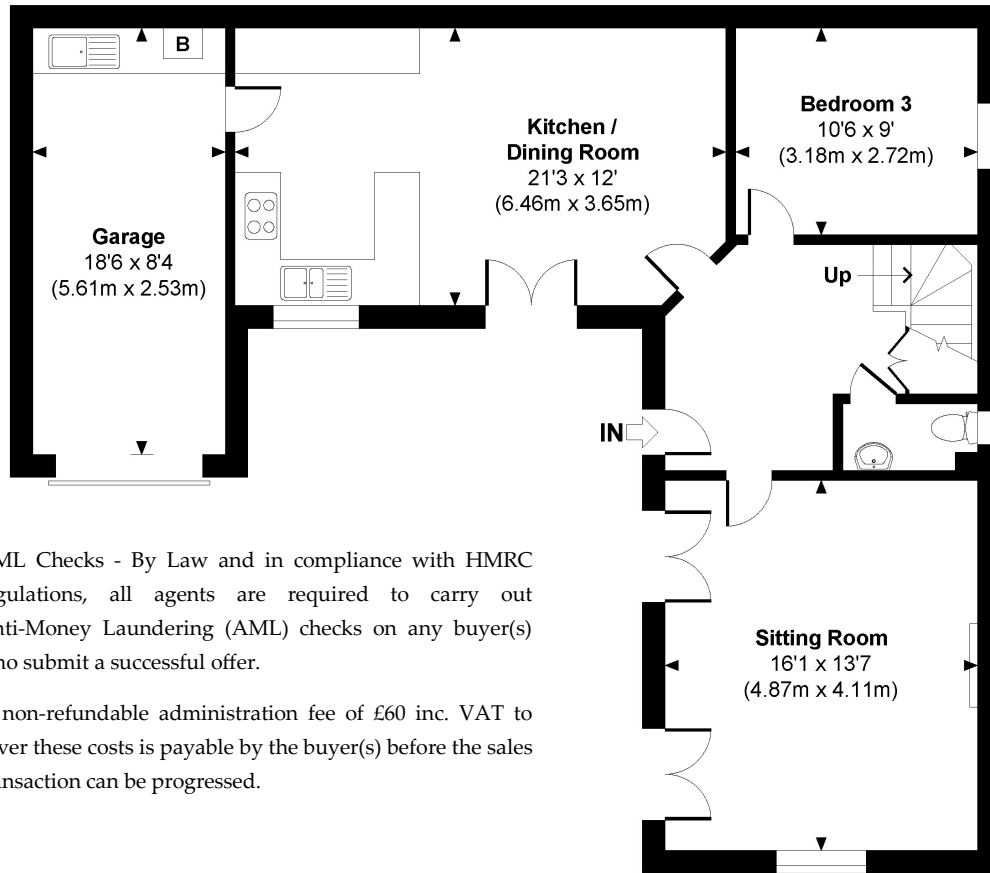 B
Kitchen /
Dining Room
21'3 x 12'
(6.46m x 3.65m)
Bedroom 3
10'6 x 9'
(3.18m x 2.72m)
Garage
18'6 x 8'4
(5.61m x 2.53m)
Up
IN
ML Checks - By Law and in compliance with HMRC
gulations, all agents are required to carry out
nti-Money Laundering (AML) checks on any buyer(s)
ho submit a successful offer.
non-refundable administration fee of £60 inc. VAT to
ver these costs is payable by the buyer(s) before the sales
ansaction can be progressed.
Sitting Room
16'1 x 13'7
(4.87m x 4.11m)